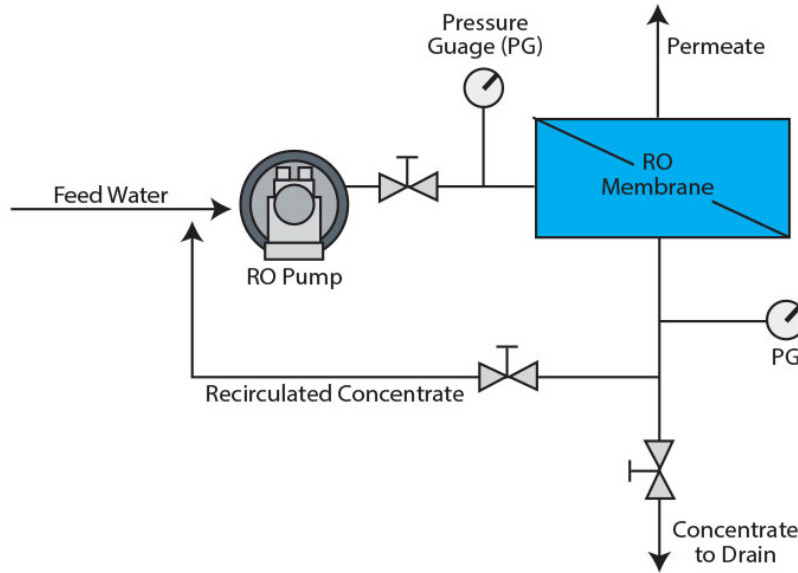 Pressure
Guage (PG)
Permeate
RO
Membrane
Feed Water
RO Pump
PG
Recirculated Concentrate
Concentrate
to Drain